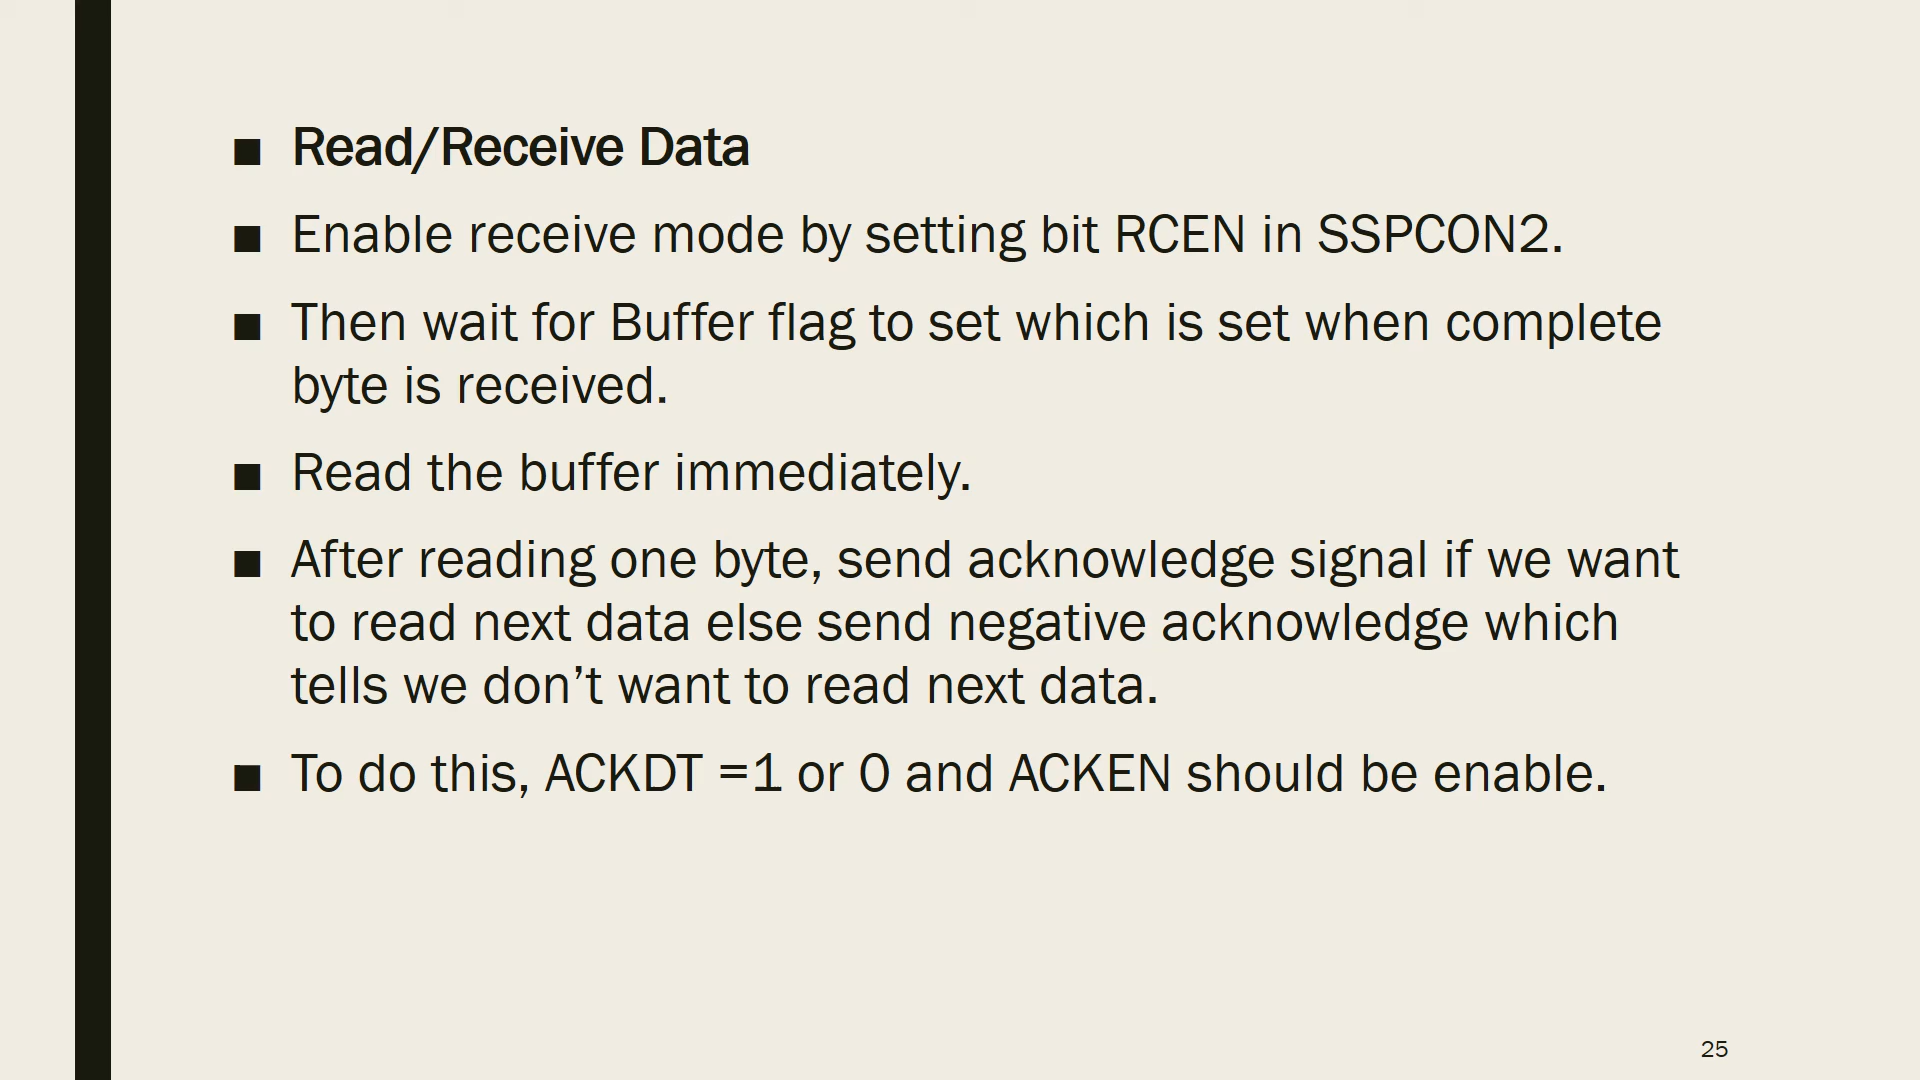 ■ Read/Receive Data
■ Enable receive mode by setting bit RCEN in SSPCON2.
■ Then wait for Buffer flag to set which is set when complete
byte is received.
■ Read the buffer immediately.
■ After reading one byte, send acknowledge signal if we want
to read next data else send negative acknowledge which
tells we don’t want to read next data.
■ To do this, ACKDT =1 or 0 and ACKEN should be enable.
25